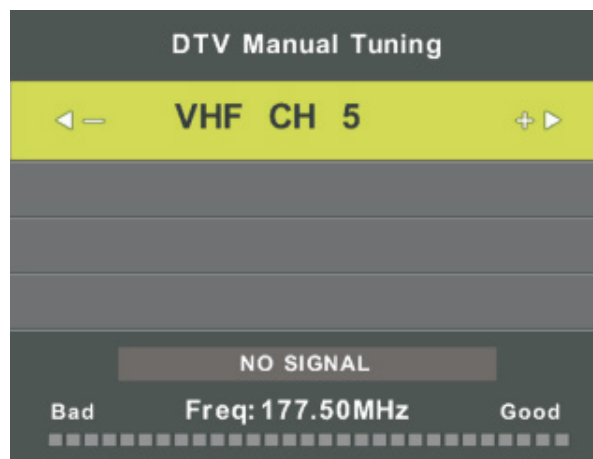 DTV Manual Tuning
– VHF CH 5 +
NO SIGNAL
Bad Freq: 177.50MHz Good